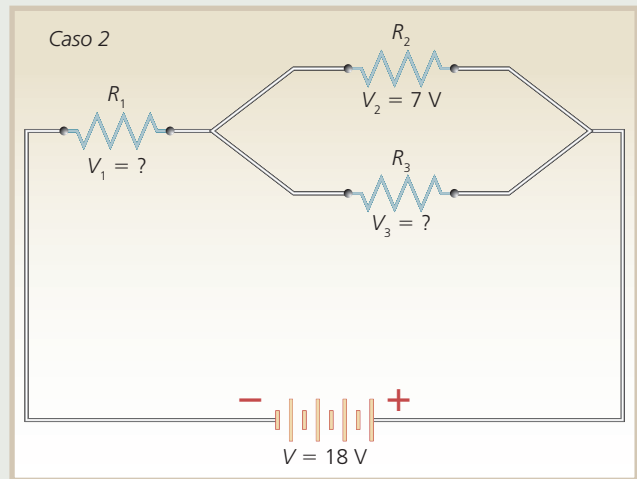 Caso 2
R₂
V₂ = 7 V
R₁
V₁ = ?
R₃
V₃ = ?
− +
V = 18 V